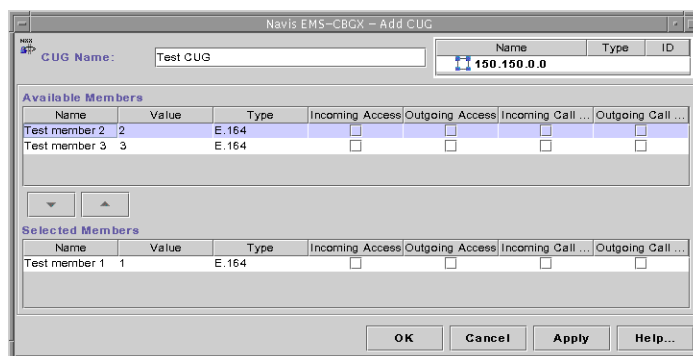 Navis EMS-CBGX - Add CUG
NXX
CUG Name: Test CUG
Name Type ID
150.150.0.0
Available Members
Name Value Type Incoming Access Outgoing Access Incoming Call ... Outgoing Call ...
Test member 2 2 E.164
Test member 3 3 E.164
Selected Members
Name Value Type Incoming Access Outgoing Access Incoming Call ... Outgoing Call ...
Test member 1 1 E.164
OK Cancel Apply Help...